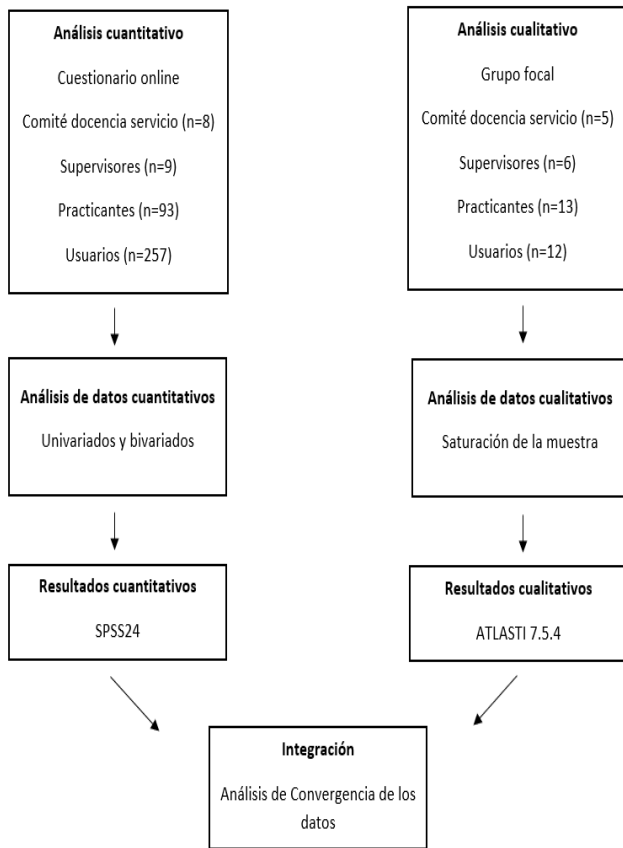 Análisis cuantitativo
Cuestionario online
Comité docencia servicio (n=8)
Supervisores (n=9)
Practicantes (n=93)
Usuarios (n=257)
Análisis cualitativo
Grupo focal
Comité docencia servicio (n=5)
Supervisores (n=6)
Practicantes (n=13)
Usuarios (n=12)
Análisis de datos cuantitativos
Univariados y bivariados
Análisis de datos cualitativos
Saturación de la muestra
Resultados cuantitativos
SPSS24
Resultados cualitativos
ATLASTI 7.5.4
Integración
Análisis de Convergencia de los
datos